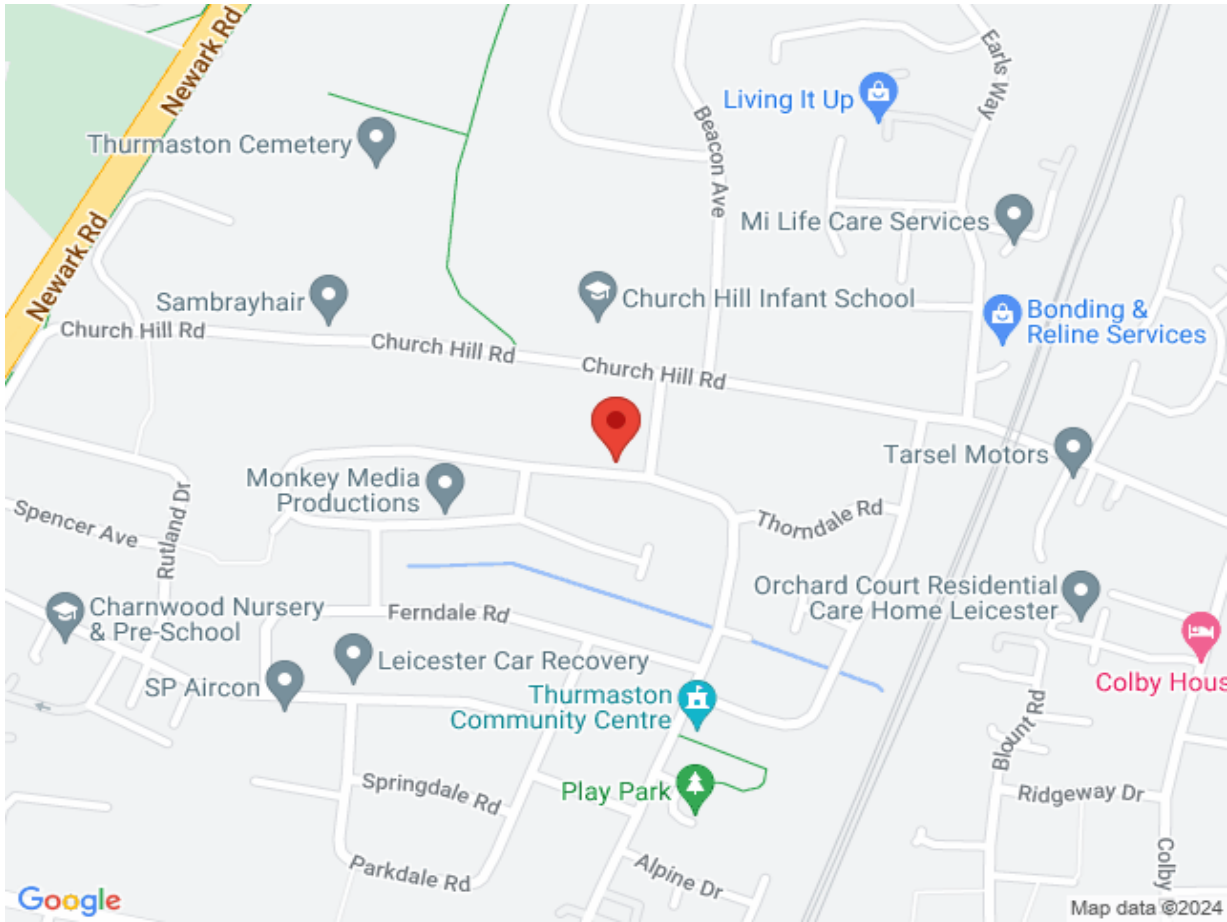 Newark Rd
Earls Way
Living It Up
Beacon Ave
Thurmaston Cemetery
Mi Life Care Services
Newark Rd
Sambrayhair
Church Hill Infant School
Bonding &
Reline Services
Church Hill Rd
Church Hill Rd
Church Hill Rd
Tarsel Motors
Monkey Media
Productions
Spencer Ave
Rutland Dr
Thorndale Rd
Orchard Court Residential
Care Home Leicester
Charnwood Nursery
& Pre-School
Ferndale Rd
Leicester Car Recovery
SP Aircon
Thurmaston
Community Centre
Colby Hous
Blount Rd
Springdale Rd
Play Park
Ridgeway Dr
Parkdale Rd
Alpine Dr
Colby
Google
Map data ©2024